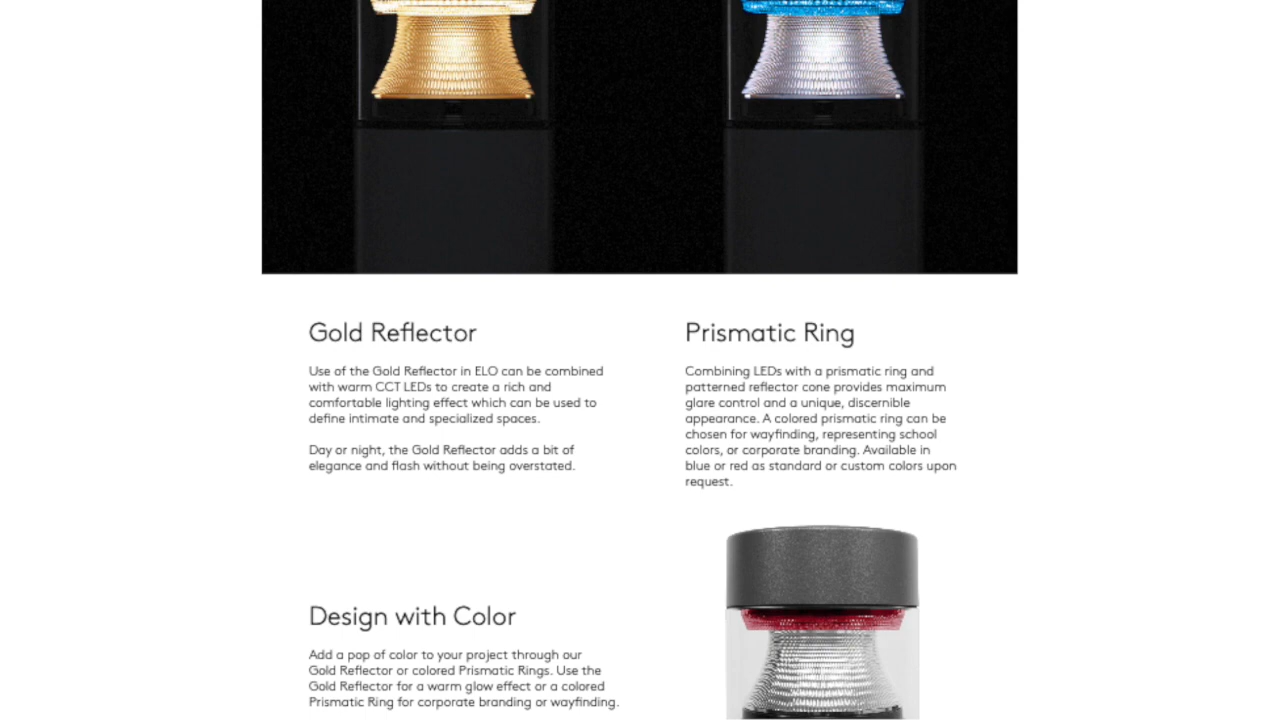 Gold Reflector
Use of the Gold Reflector in ELO can be combined
with warm CCT LEDs to create a rich and
comfortable lighting effect which can be used to
define intimate and specialized spaces.
Day or night, the Gold Reflector adds a bit of
elegance and flash without being overstated.
Prismatic Ring
Combining LEDs with a prismatic ring and
patterned reflector cone provides maximum
glare control and a unique, discernible
appearance. A colored prismatic ring can be
chosen for wayfinding, representing school
colors, or corporate branding. Available in
blue or red as standard or custom colors upon
request.
Design with Color
Add a pop of color to your project through our
Gold Reflector or colored Prismatic Rings. Use the
Gold Reflector for a warm glow effect or a colored
Prismatic Ring for corporate branding or wayfinding.